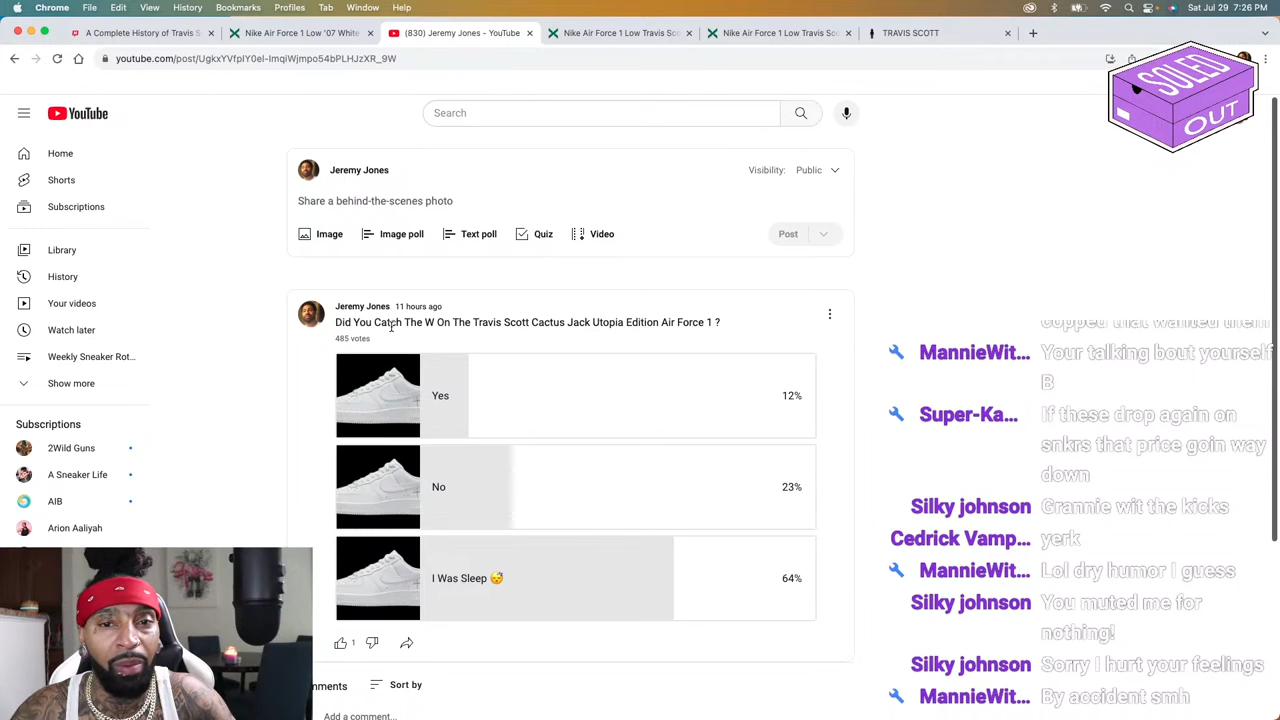 Chrome File Edit View History Bookmarks Profiles Tab Window Help
Sat Jul 29 7:26 PM
A Complete History of Travis S
Nike Air Force 1 Low '07 White
(830) Jeremy Jones - YouTube
Nike Air Force 1 Low Travis Sco
Nike Air Force 1 Low Travis Sco
TRAVIS SCOTT
youtube.com/post/UgkxYVfpIY0eI-ImqiWjmpo54bPLHJzXR_9W
SOLED
OUT
YouTube
Search
Home
Shorts
Subscriptions
Library
History
Your videos
Watch later
Weekly Sneaker Rot...
Show more
Subscriptions
2Wild Guns
A Sneaker Life
AIB
Arion Aaliyah
Jeremy Jones
Visibility: Public
Share a behind-the-scenes photo
Image
Image poll
Text poll
Quiz
Video
Post
Jeremy Jones 11 hours ago
Did You Catch The W On The Travis Scott Cactus Jack Utopia Edition Air Force 1 ?
485 votes
Yes 12%
No 23%
I Was Sleep 😴 64%
1
Sort by
Add a comment...
copped that wanted them
MannieWit... Your talking bout yourself
B
Super-Ka... If these drop again on
snkrs that price goin way
down
Silky johnson Grannie wit the kicks
Cedrick Vamp... yerk
MannieWit... Lol dry humor I guess
Silky johnson You muted me for
nothing!
Silky johnson Sorry I hurt your feelings
MannieWit... By accident smh